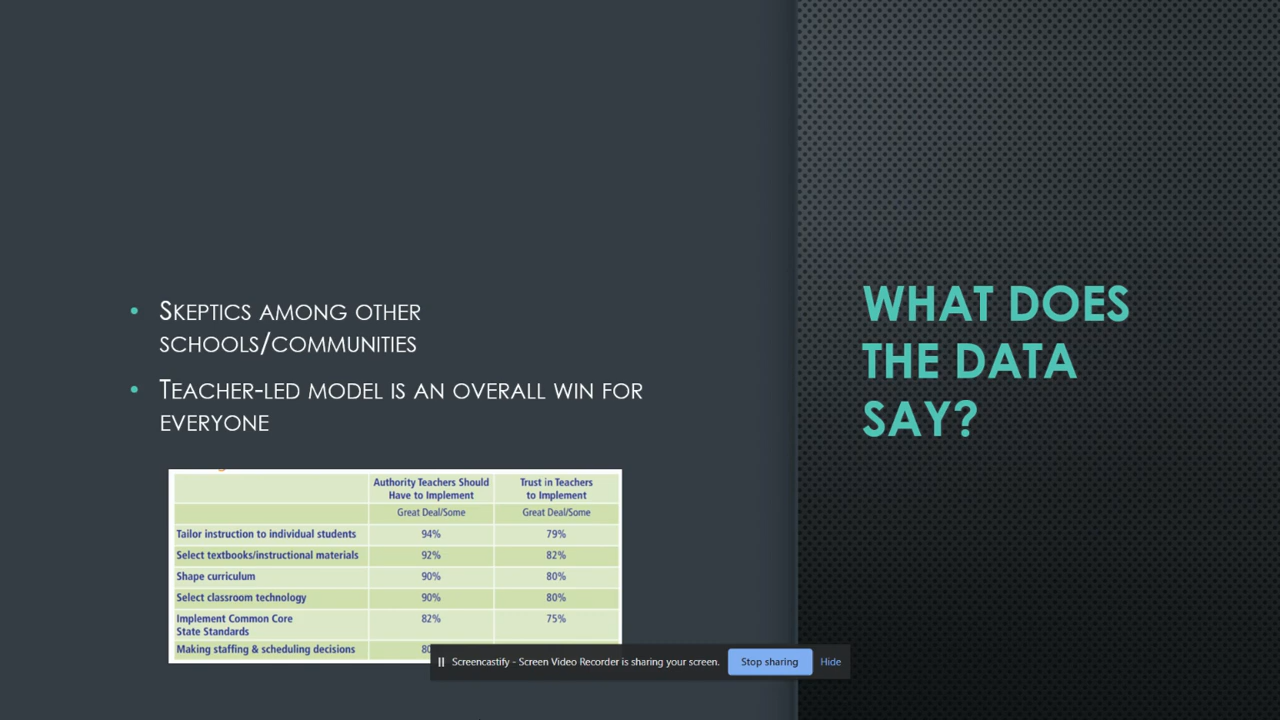 SKEPTICS AMONG OTHER
SCHOOLS/COMMUNITIES
TEACHER-LED MODEL IS AN OVERALL WIN FOR
EVERYONE
WHAT DOES
THE DATA
SAY?
Authority Teachers Should Have to Implement Trust in Teachers to Implement
Great Deal/Some Great Deal/Some
Tailor instruction to individual students 94% 79%
Select textbooks/instructional materials 92% 82%
Shape curriculum 90% 80%
Select classroom technology 90% 80%
Implement Common Core State Standards 82% 75%
Making staffing & scheduling decisions
Screencastify - Screen Video Recorder is sharing your screen. Stop sharing Hide